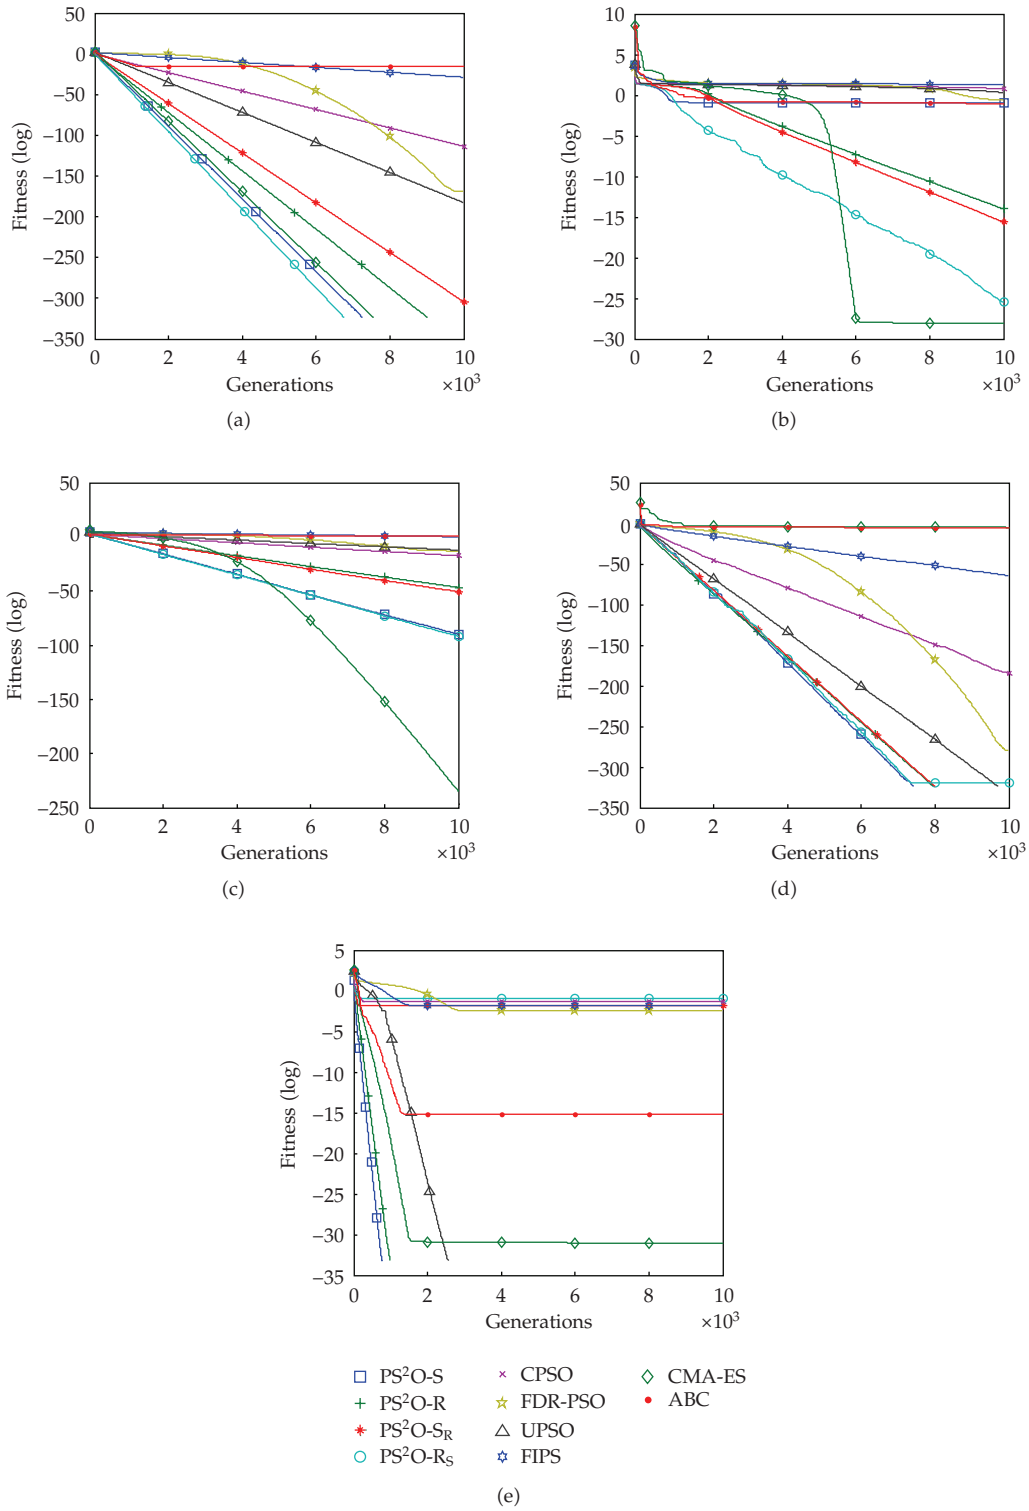 50
0
−50
−100
−150
−200
−250
−300
−350
Fitness (log)
0 2 4 6 8 10
Generations ×10³
(a)
10
5
0
−5
−10
−15
−20
−25
−30
Fitness (log)
0 2 4 6 8 10
Generations ×10³
(b)
50
0
−50
−100
−150
−200
−250
Fitness (log)
0 2 4 6 8 10
Generations ×10³
(c)
50
0
−50
−100
−150
−200
−250
−300
−350
Fitness (log)
0 2 4 6 8 10
Generations ×10³
(d)
5
0
−5
−10
−15
−20
−25
−30
−35
Fitness (log)
0 2 4 6 8 10
Generations ×10³
PS²O-S
PS²O-R
PS²O-S_R
PS²O-R_S
CPSO
FDR-PSO
UPSO
FIPS
CMA-ES
ABC
(e)